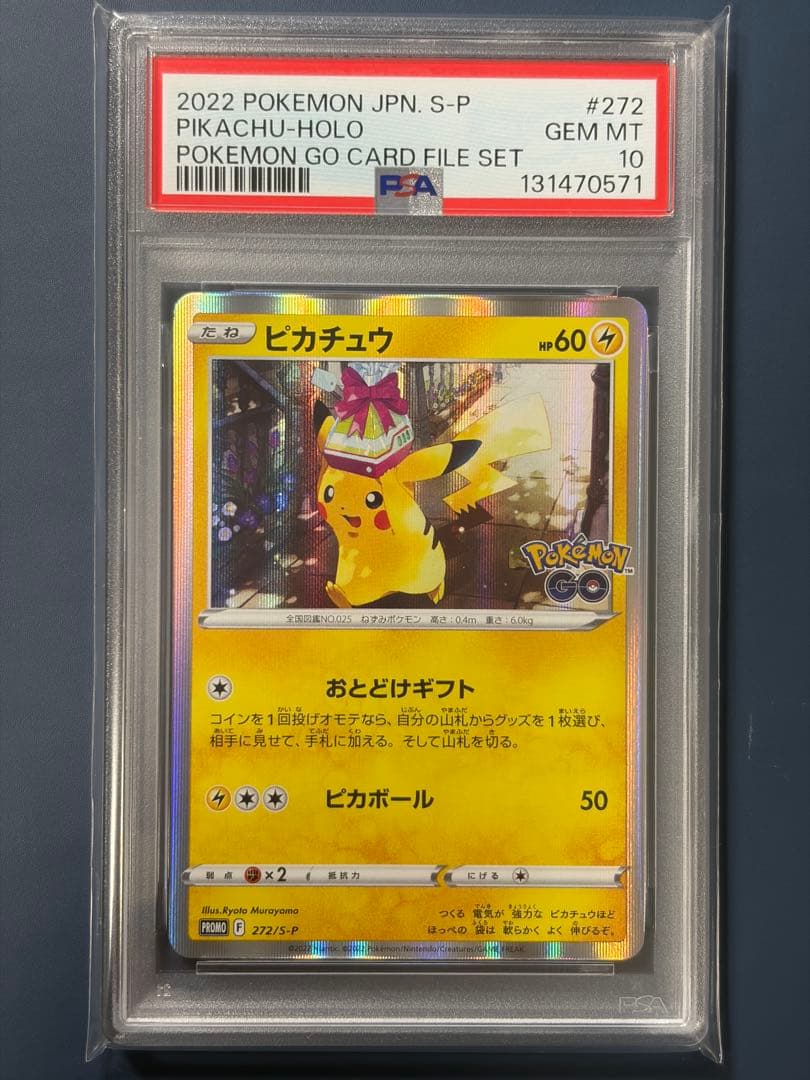 2022 POKEMON JPN. S-P #272
PIKACHU-HOLO GEM MT
POKEMON GO CARD FILE SET 10
PSA 131470571
たね ピカチュウ HP60
Pokémon
GO
全国図鑑NO.025 ねずみポケモン 高さ:0.4m 重さ:6.0kg
おとどけギフト
コインを1回投げオモテなら、自分の山札からグッズを1枚選び、
相手に見せて、手札に加える。そして山札を切る。
ピカボール 50
弱点 ×2 抵抗力 にげる
Illus.Ryota Murayama
つくる 電気が 強力な ピカチュウほど
ほっぺの 袋は 軟らかく よく 伸びるぞ。
PROMO F 272/S-P
©2022 Niantic. ©2022 Pokémon/Nintendo/Creatures/GAME FREAK.
PSA